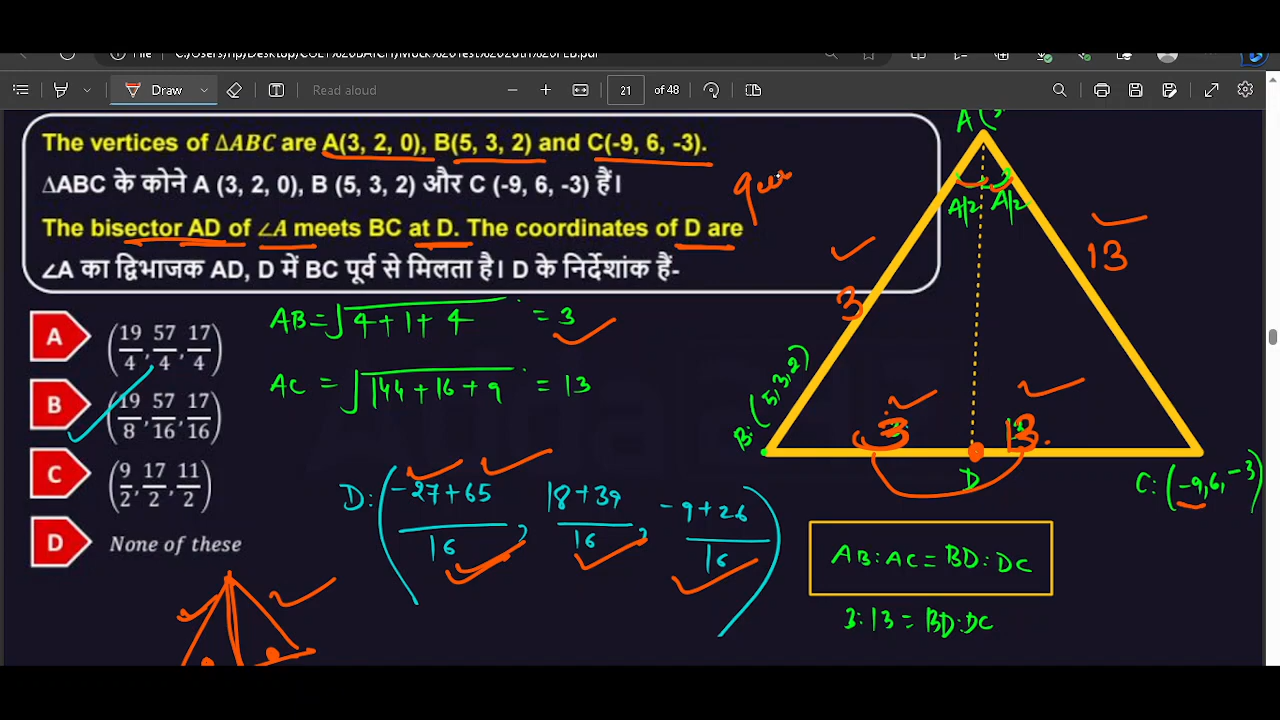 Draw
Read aloud
21 of 48
The vertices of ΔABC are A(3, 2, 0), B(5, 3, 2) and C(-9, 6, -3).
ΔABC के कोने A (3, 2, 0), B (5, 3, 2) और C (-9, 6, -3) हैं।
The bisector AD of ∠A meets BC at D. The coordinates of D are
∠A का द्विभाजक AD, D में BC पूर्व से मिलता है। D के निर्देशांक हैं-
A (19/4, 57/4, 17/4)
B (19/8, 57/16, 17/16)
C (9/2, 17/2, 11/2)
D None of these
AB = √4+1+4 = 3
AC = √144+16+9 = 13
D: (-27+65/16, 18+39/16, -9+26/16)
A
A/2 A/2
3
13
B: (5,3,2)
3
13
D
C: (-9,6,-3)
AB:AC = BD:DC
3:13 = BD:DC